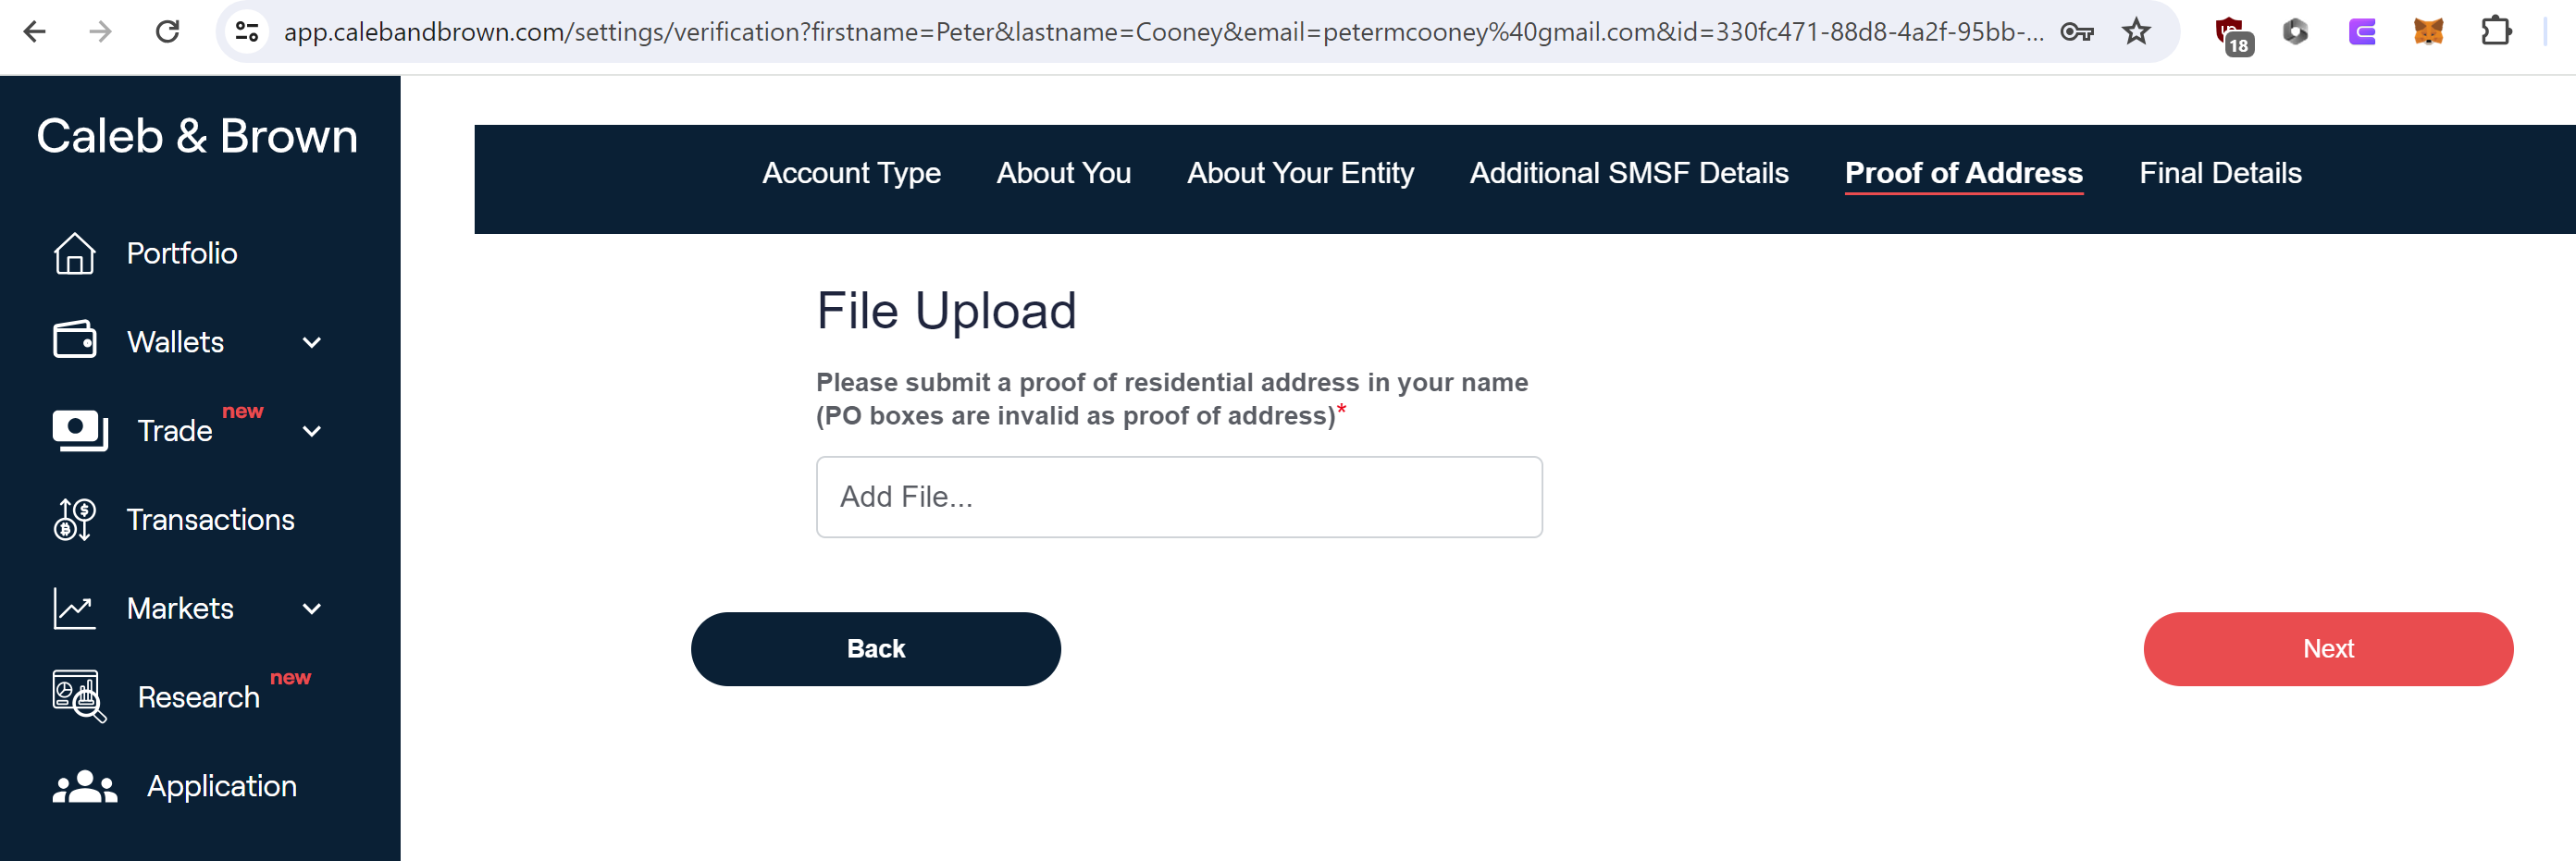 app.calebandbrown.com/settings/verification?firstname=Peter&lastname=Cooney&email=petermcooney%40gmail.com&id=330fc471-88d8-4a2f-95bb-...
18
Caleb & Brown
Account Type About You About Your Entity Additional SMSF Details Proof of Address Final Details
Portfolio
Wallets
Trade new
Transactions
Markets
Research new
Application
File Upload
Please submit a proof of residential address in your name
(PO boxes are invalid as proof of address)*
Add File...
Back
Next